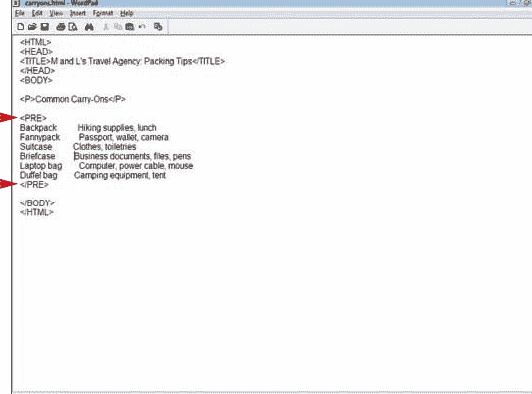 carryons.html - WordPad
File Edit View Insert Format Help
<HTML>
<HEAD>
<TITLE>M and L's Travel Agency: Packing Tips</TITLE>
</HEAD>
<BODY>
<P>Common Carry-Ons</P>
<PRE>
Backpack Hiking supplies, lunch
Fannypack Passport, wallet, camera
Suitcase Clothes, toiletries
Briefcase Business documents, files, pens
Laptop bag Computer, power cable, mouse
Duffel bag Camping equipment, tent
</PRE>
</BODY>
</HTML>